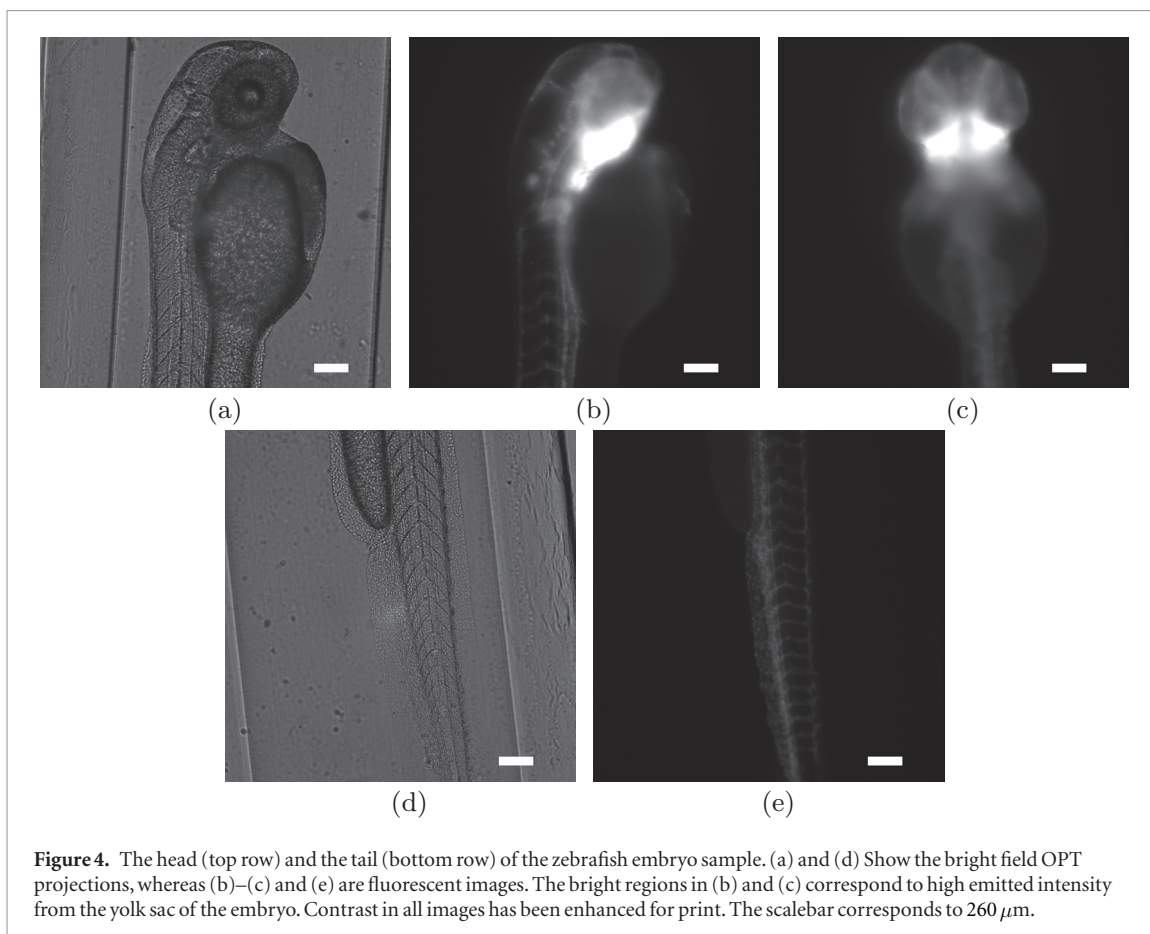 (a)
(b)
(c)
(d)
(e)
Figure 4. The head (top row) and the tail (bottom row) of the zebrafish embryo sample. (a) and (d) Show the bright field OPT
projections, whereas (b)–(c) and (e) are fluorescent images. The bright regions in (b) and (c) correspond to high emitted intensity
from the yolk sac of the embryo. Contrast in all images has been enhanced for print. The scalebar corresponds to 260 μm.